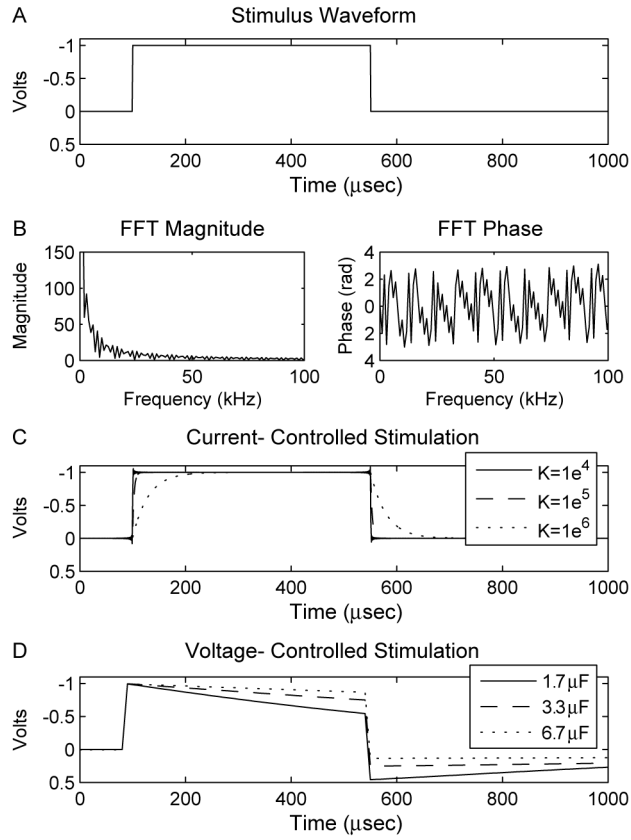 A
Stimulus Waveform
Volts
-1
-0.5
0
0.5
0
200
400
600
800
1000
Time (μsec)
B
FFT Magnitude
Magnitude
150
100
50
0
0
50
100
Frequency (kHz)
FFT Phase
Phase (rad)
4
2
0
2
4
0
50
100
Frequency (kHz)
C
Current- Controlled Stimulation
Volts
-1
-0.5
0
0.5
K=1e⁴
K=1e⁵
K=1e⁶
0
200
400
600
800
1000
Time (μsec)
D
Voltage- Controlled Stimulation
Volts
-1
-0.5
0
0.5
1.7μF
3.3μF
6.7μF
0
200
400
600
800
1000
Time (μsec)